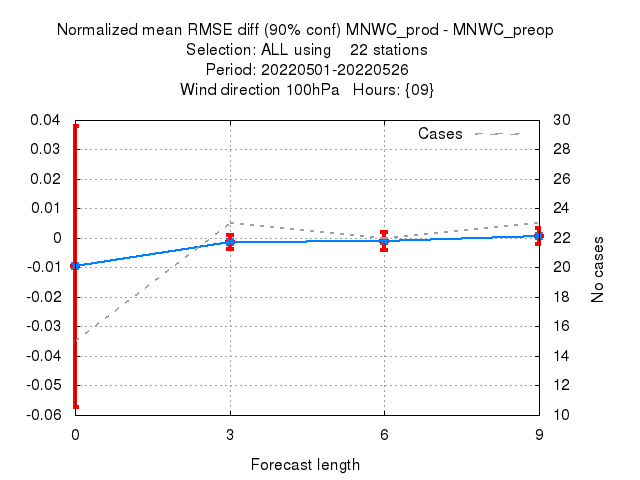 Normalized mean RMSE diff (90% conf) MNWC_prod - MNWC_preop
Selection: ALL using    22 stations
Period: 20220501-20220526
Wind direction 100hPa   Hours: {09}
Cases
0.04
0.03
0.02
0.01
0
-0.01
-0.02
-0.03
-0.04
-0.05
-0.06
30
28
26
24
22
20
18
16
14
12
10
No cases
0 3 6 9
Forecast length